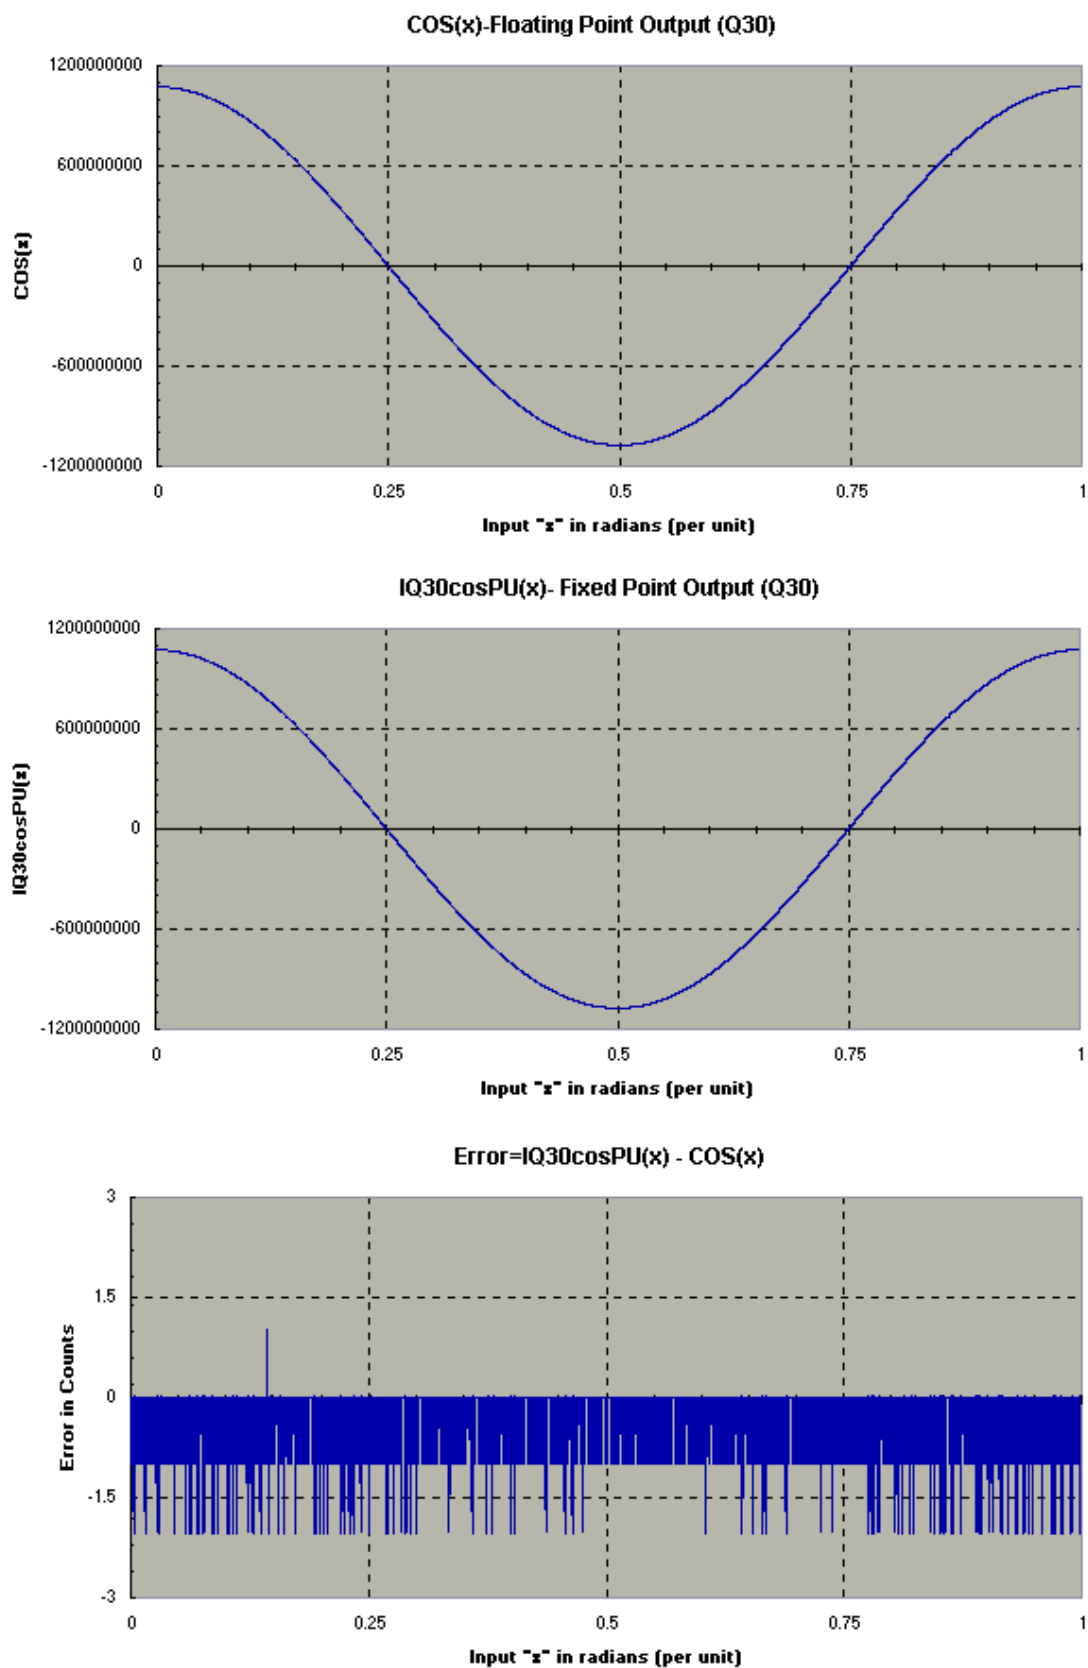 COS(x)-Floating Point Output (Q30)
1200000000
600000000
0
-600000000
-1200000000
COS(x)
0 0.25 0.5 0.75 1
Input "x" in radians (per unit)
IQ30cosPU(x)- Fixed Point Output (Q30)
1200000000
600000000
0
-600000000
-1200000000
IQ30cosPU(x)
0 0.25 0.5 0.75 1
Input "x" in radians (per unit)
Error=IQ30cosPU(x) - COS(x)
3
1.5
0
-1.5
-3
Error in Counts
0 0.25 0.5 0.75 1
Input "x" in radians (per unit)